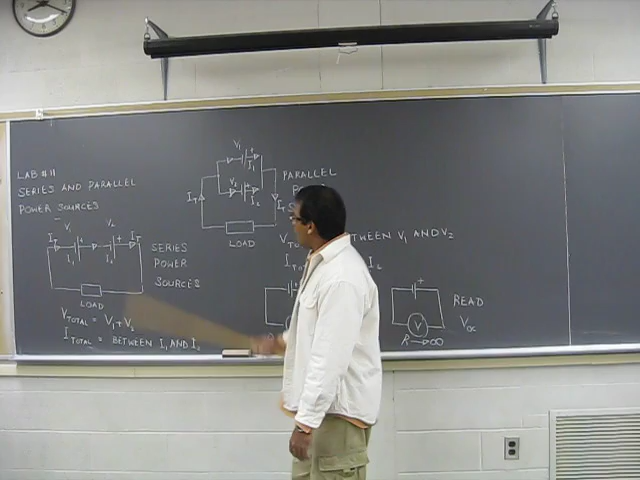 LAB #11
SERIES AND PARALLEL
POWER SOURCES
V1 V2
IT IT
I1 I2
LOAD
SERIES
POWER
SOURCES
VTOTAL = V1 + V2
ITOTAL = BETWEEN I1 AND I2
V1
I1
V2
I2
IT IT
LOAD
PARALLEL
BETWEEN V1 AND V2
I2
V
R → ∞
READ
VOC